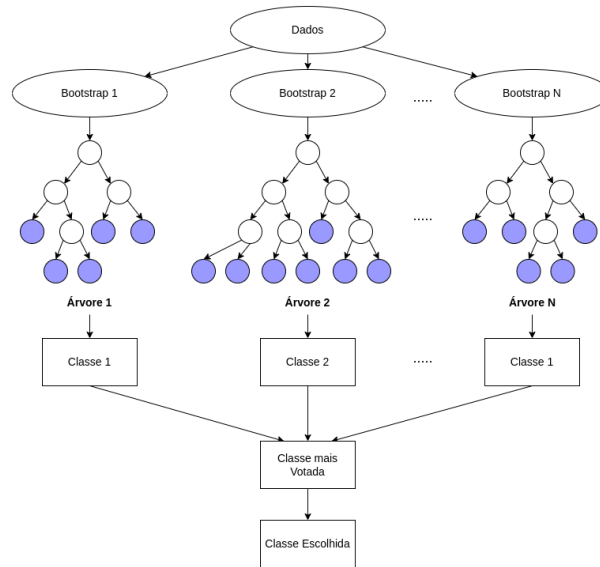 Dados
Bootstrap 1
Bootstrap 2
.....
Bootstrap N
.....
Árvore 1
Árvore 2
Árvore N
Classe 1
Classe 2
.....
Classe 1
Classe mais
Votada
Classe Escolhida